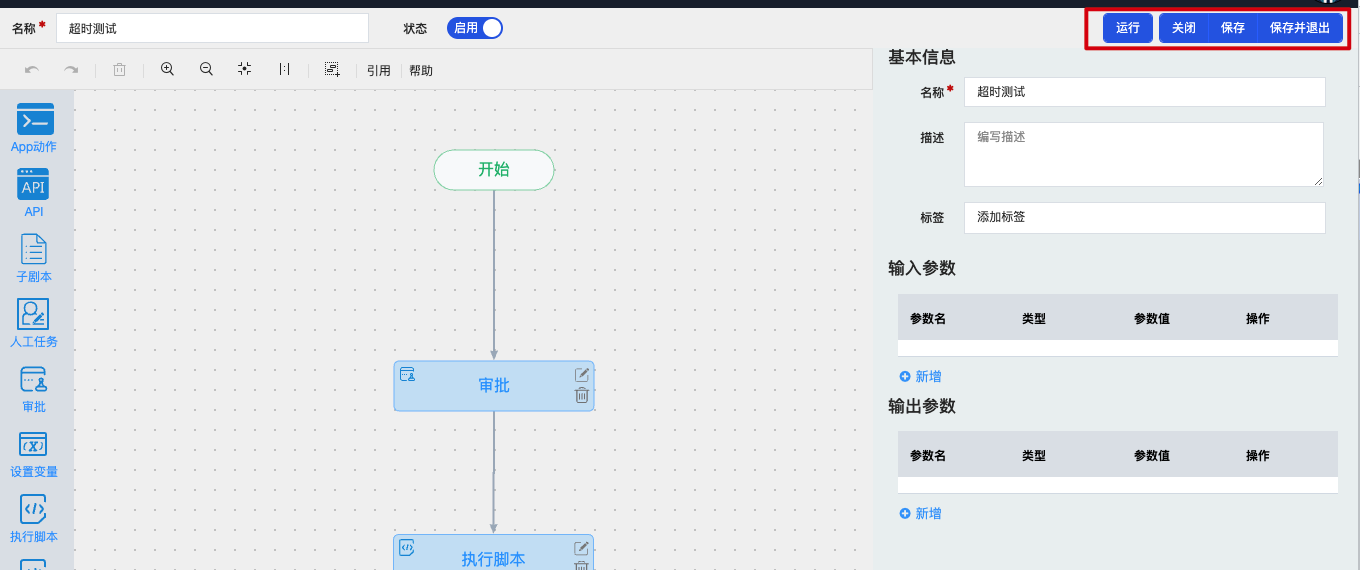 名称* 超时测试 状态 启用 运行 关闭 保存 保存并退出
引用 帮助
App动作
API
API
子剧本
人工任务
审批
(X)
设置变量
</>
执行脚本
开始
审批
</>
执行脚本
基本信息
名称* 超时测试
描述 编写描述
标签 添加标签
输入参数
参数名 类型 参数值 操作
新增
输出参数
参数名 类型 参数值 操作
新增